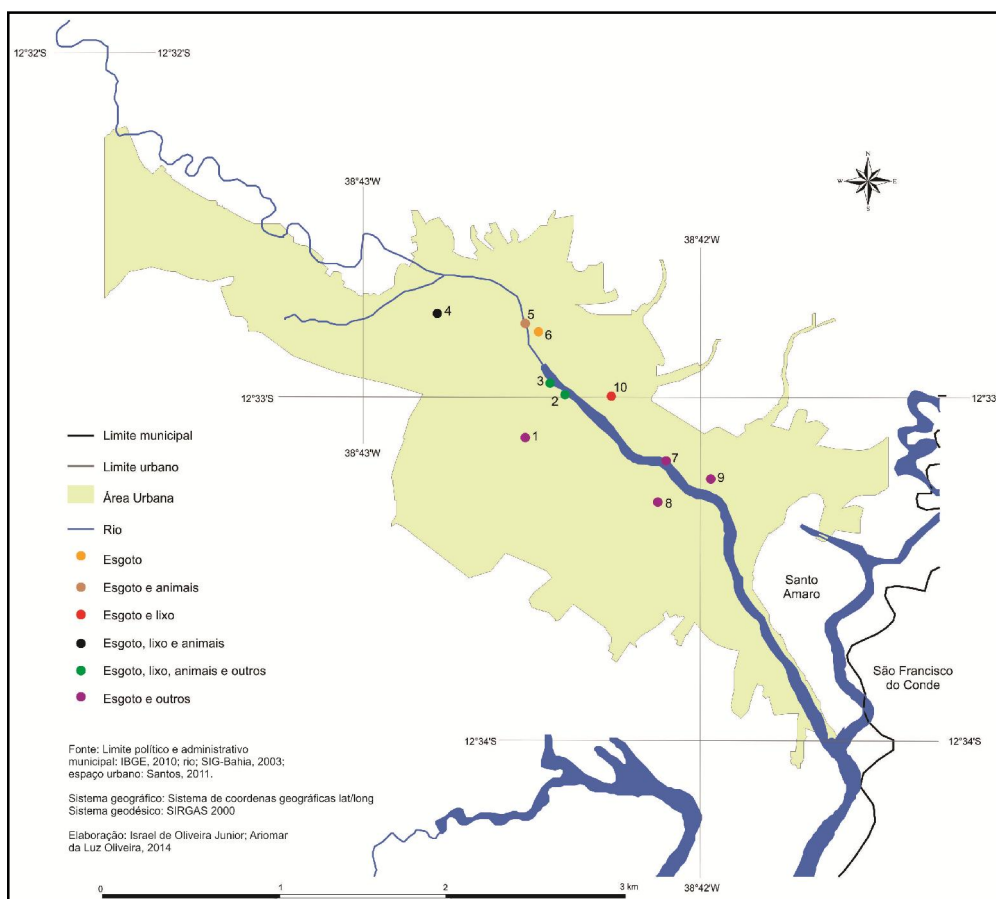 12°32'S
12°32'S
N
W
E
S
38°43'W
38°42'W
4
5
6
3
2
10
12°33'S
12°33'
1
38°43'W
7
9
8
Limite municipal
Limite urbano
Área Urbana
Rio
Esgoto
Esgoto e animais
Esgoto e lixo
Esgoto, lixo e animais
Esgoto, lixo, animais e outros
Esgoto e outros
Santo
Amaro
São Francisco
do Conde
12°34'S
12°34'S
Fonte: Limite político e administrativo
municipal: IBGE, 2010; rio; SIG-Bahia, 2003;
espaço urbano: Santos, 2011.
Sistema geográfico: Sistema de coordenas geográficas lat/long
Sistema geodésico: SIRGAS 2000
Elaboração: Israel de Oliveira Junior; Ariomar
da Luz Oliveira, 2014
38°42'W
0
1
2
3 km